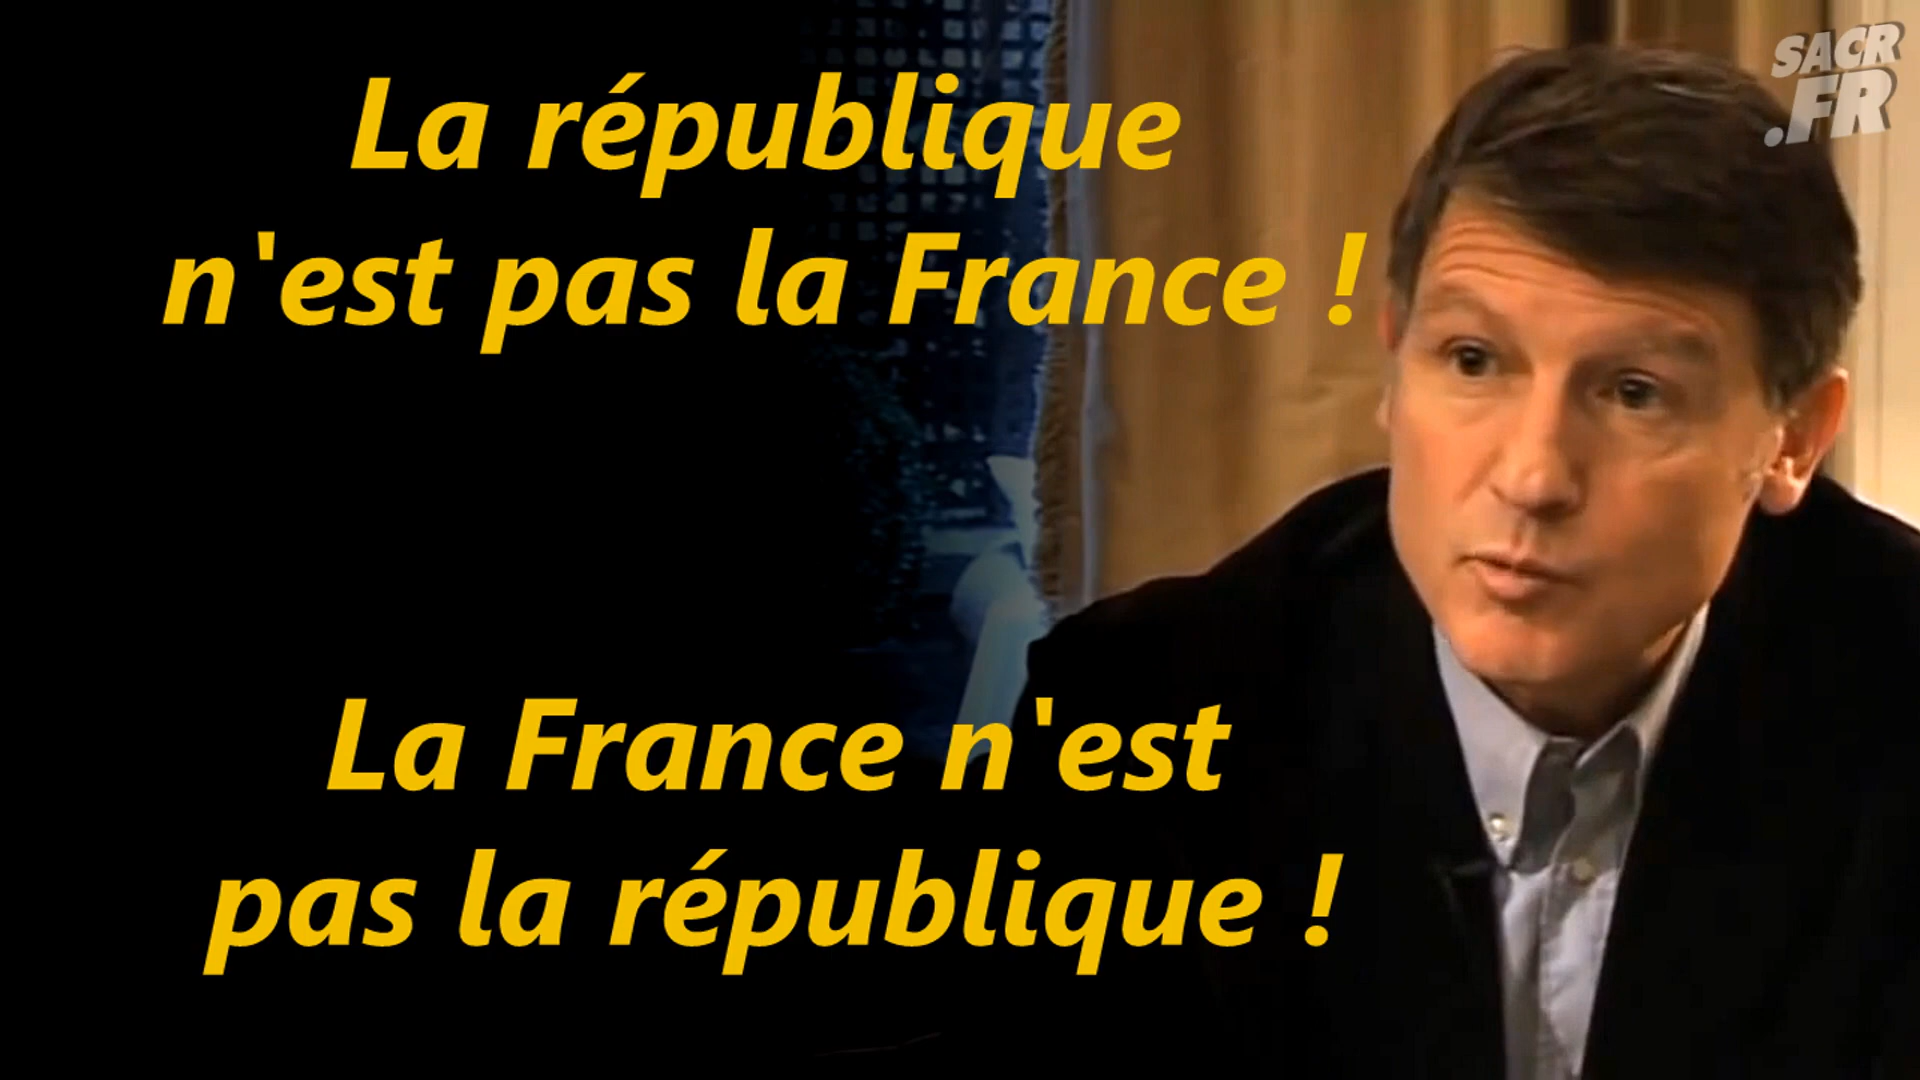 La république
n'est pas la France !
La France n'est
pas la république !
SACR
.FR